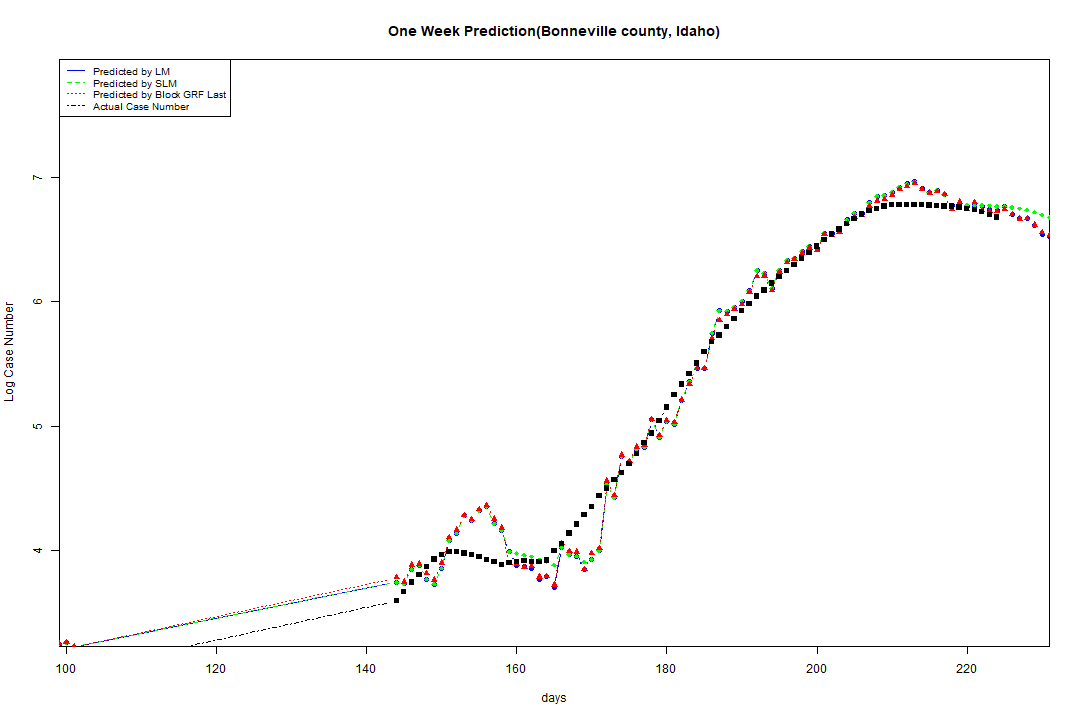 One Week Prediction(Bonneville county, Idaho)
Predicted by LM
Predicted by SLM
Predicted by Block GRF Last
Actual Case Number
7
6
5
4
Log Case Number
100 120 140 160 180 200 220
days